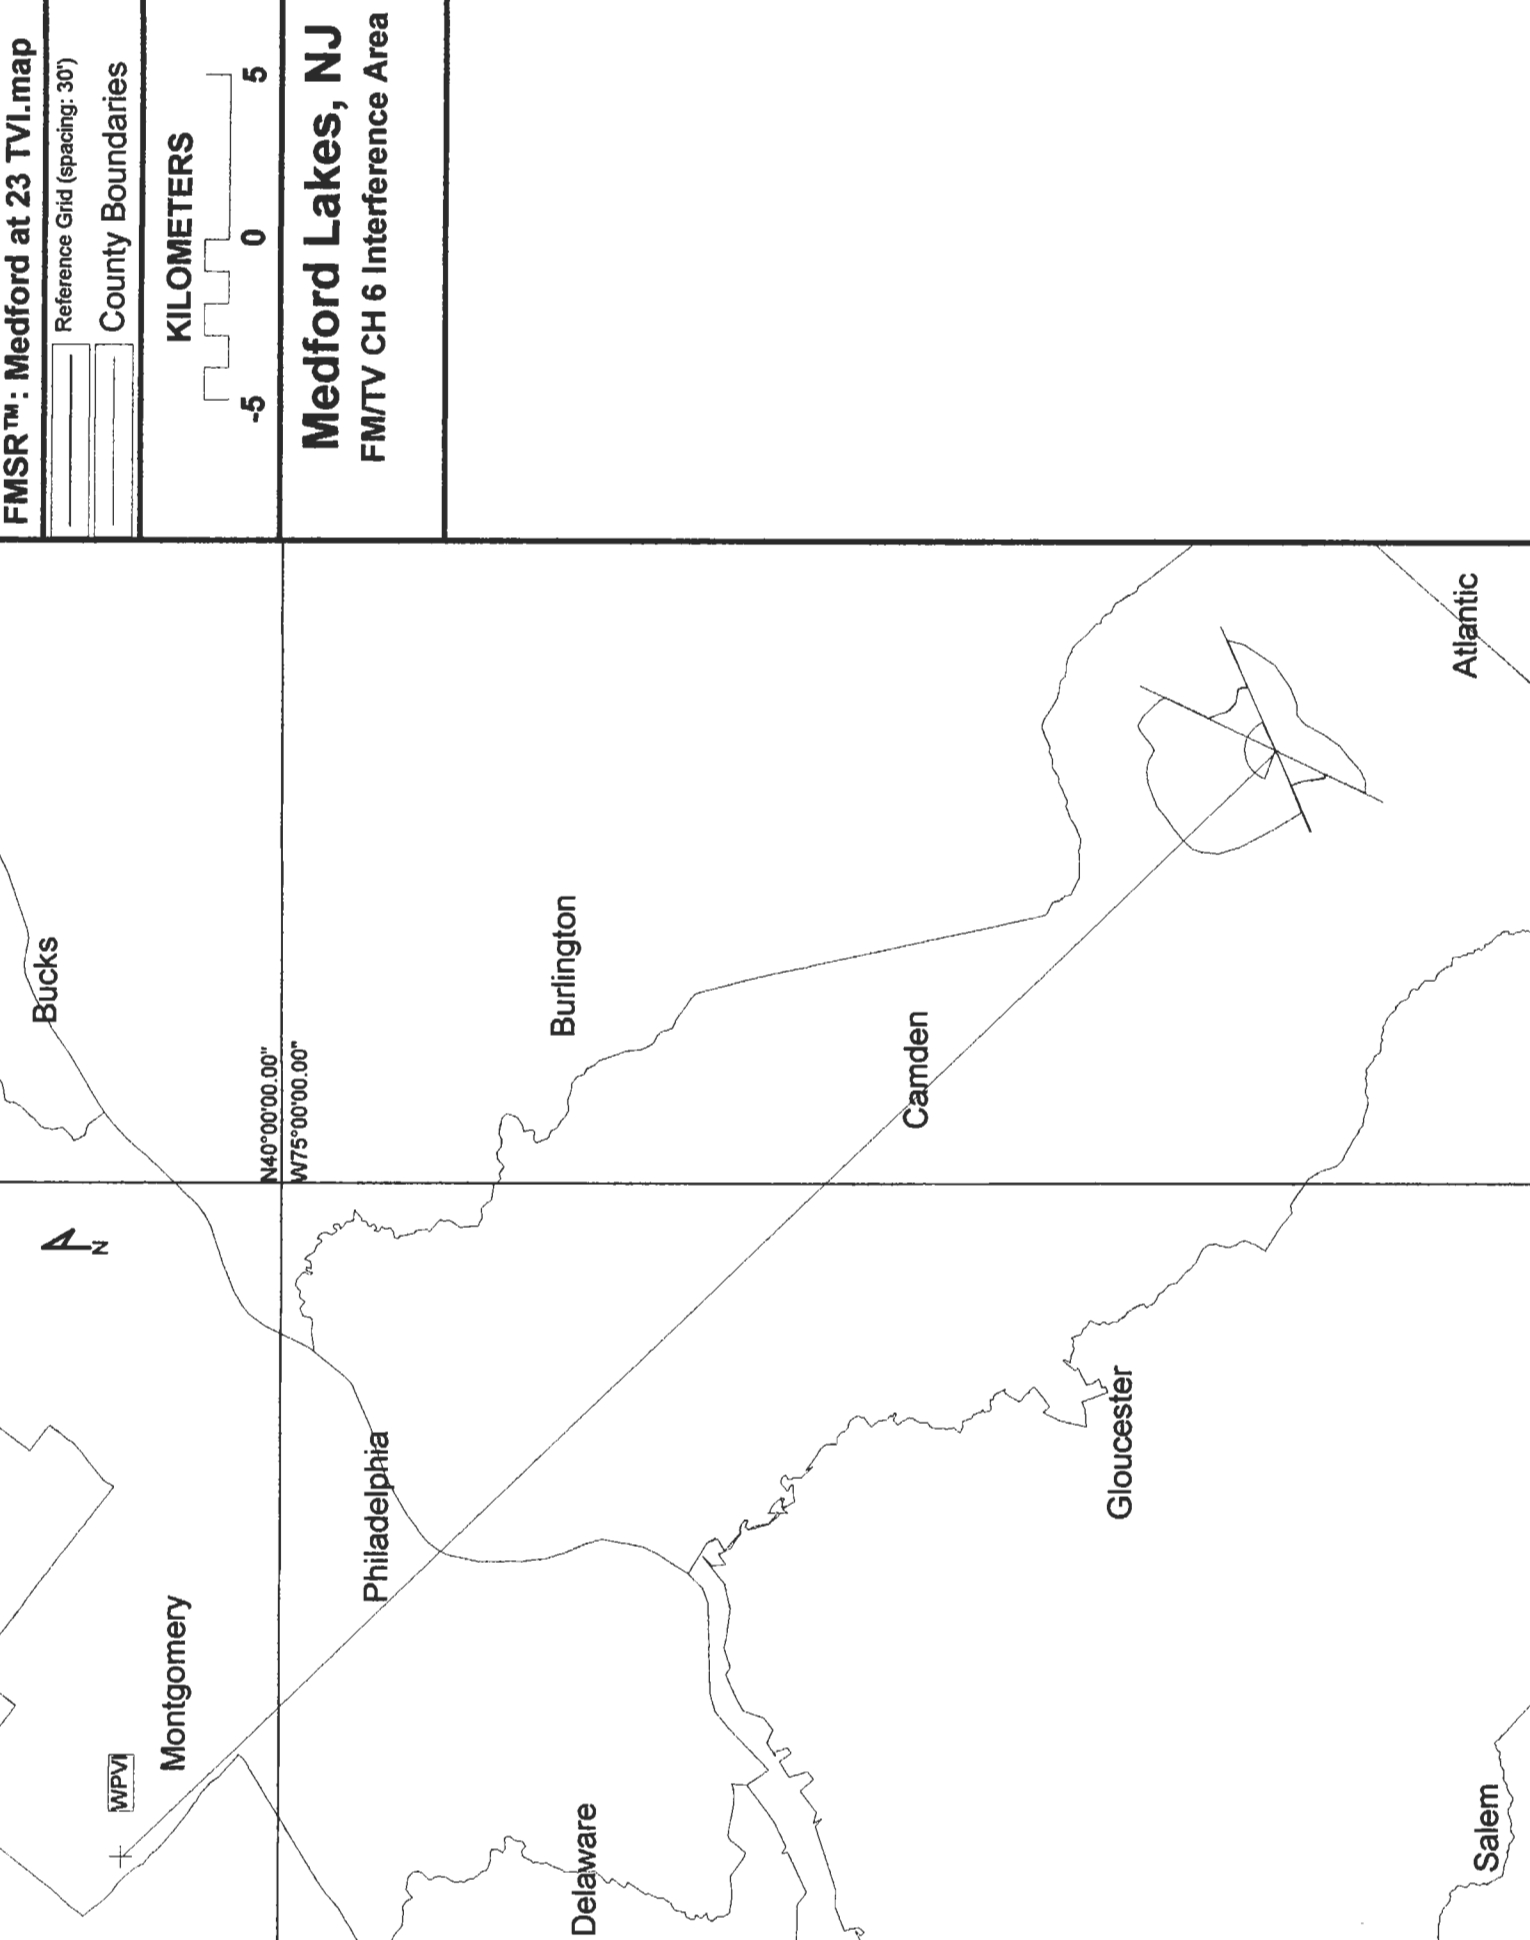 FMSR™: Medford at 23 TVI.map
Reference Grid (spacing: 30')
County Boundaries
KILOMETERS
-5 0 5
Medford Lakes, NJ
FM/TV CH 6 Interference Area
N
WPVI
Montgomery
Bucks
N40°00'00.00"
W75°00'00.00"
Philadelphia
Burlington
Delaware
Camden
Gloucester
Salem
Atlantic